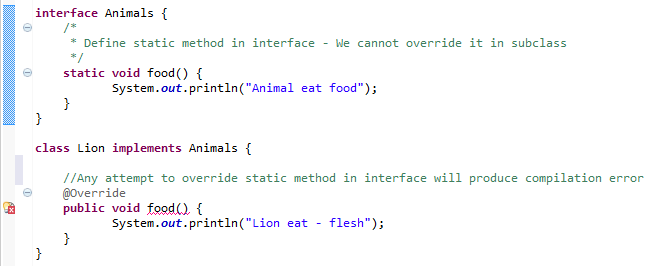 interface Animals {
/*
* Define static method in interface - We cannot override it in subclass
*/
static void food() {
System.out.println("Animal eat food");
}
}
class Lion implements Animals {
//Any attempt to override static method in interface will produce compilation error
@Override
public void food() {
System.out.println("Lion eat - flesh");
}
}